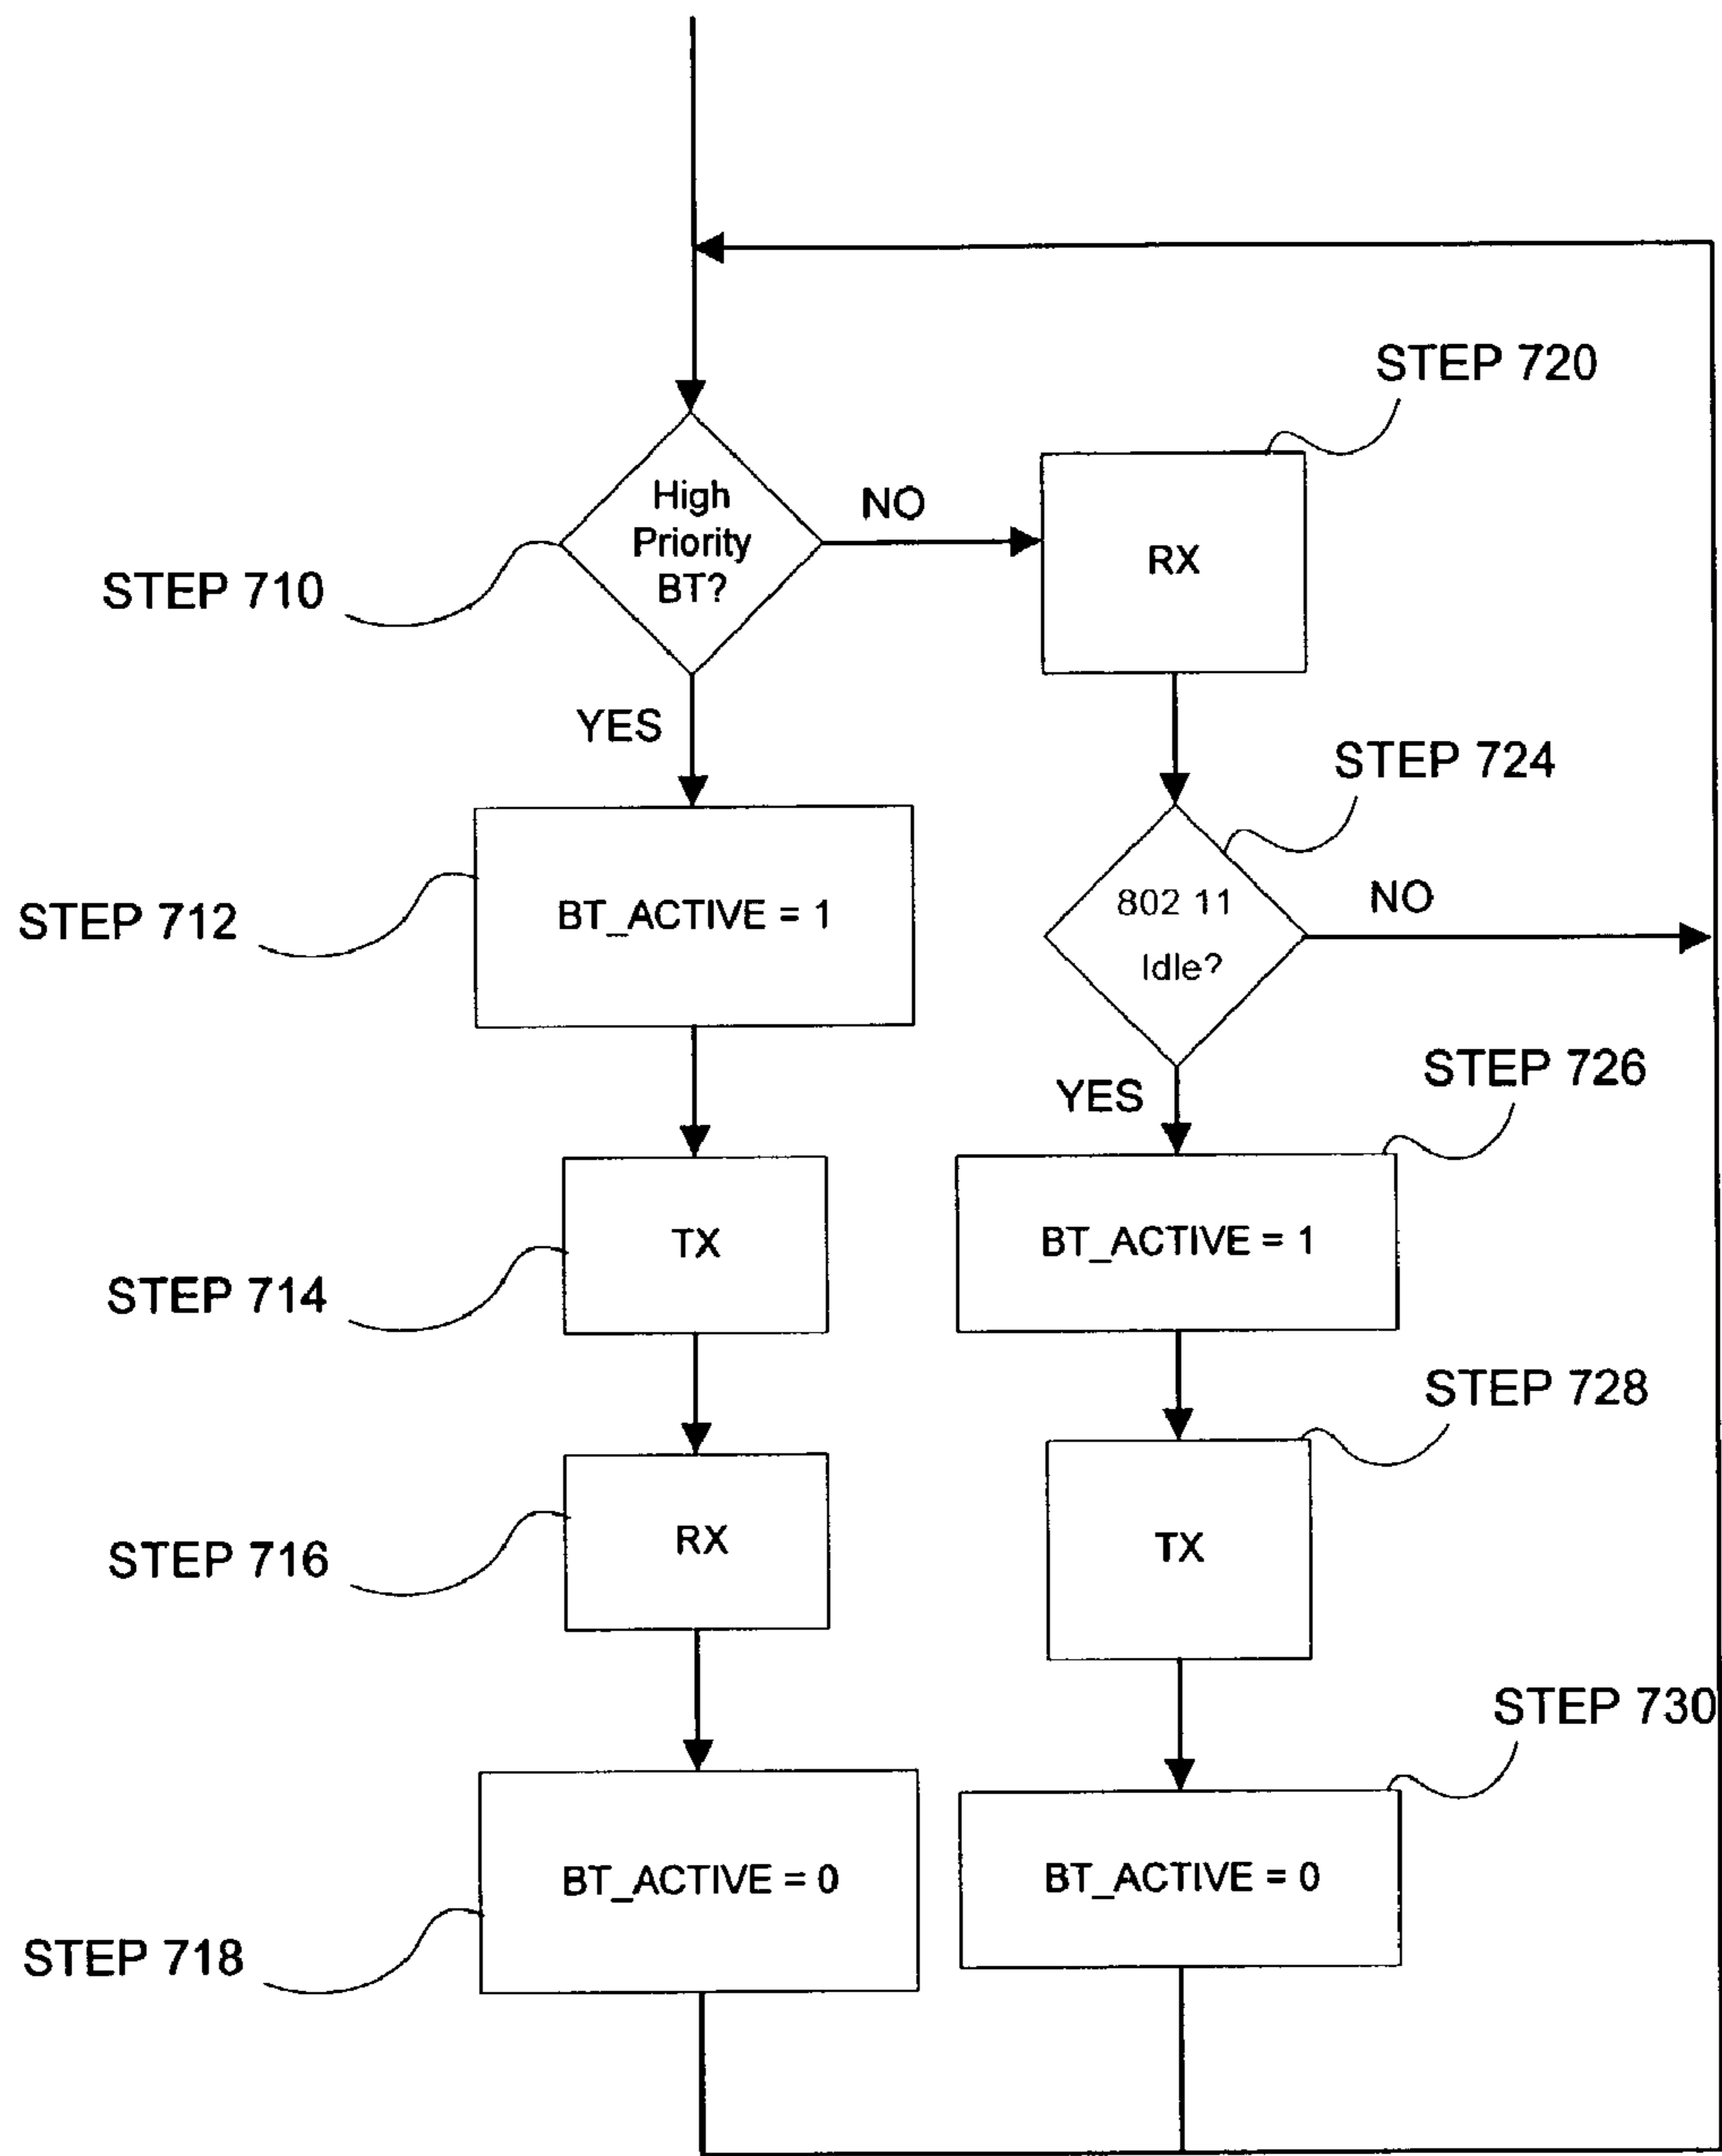 STEP 720
High
Priority
BT?
NO
RX
STEP 710
YES
STEP 724
802 11
Idle?
NO
STEP 712
BT_ACTIVE = 1
YES
STEP 726
TX
BT_ACTIVE = 1
STEP 714
STEP 728
RX
TX
STEP 716
STEP 730
BT_ACTIVE = 0
BT_ACTIVE = 0
STEP 718